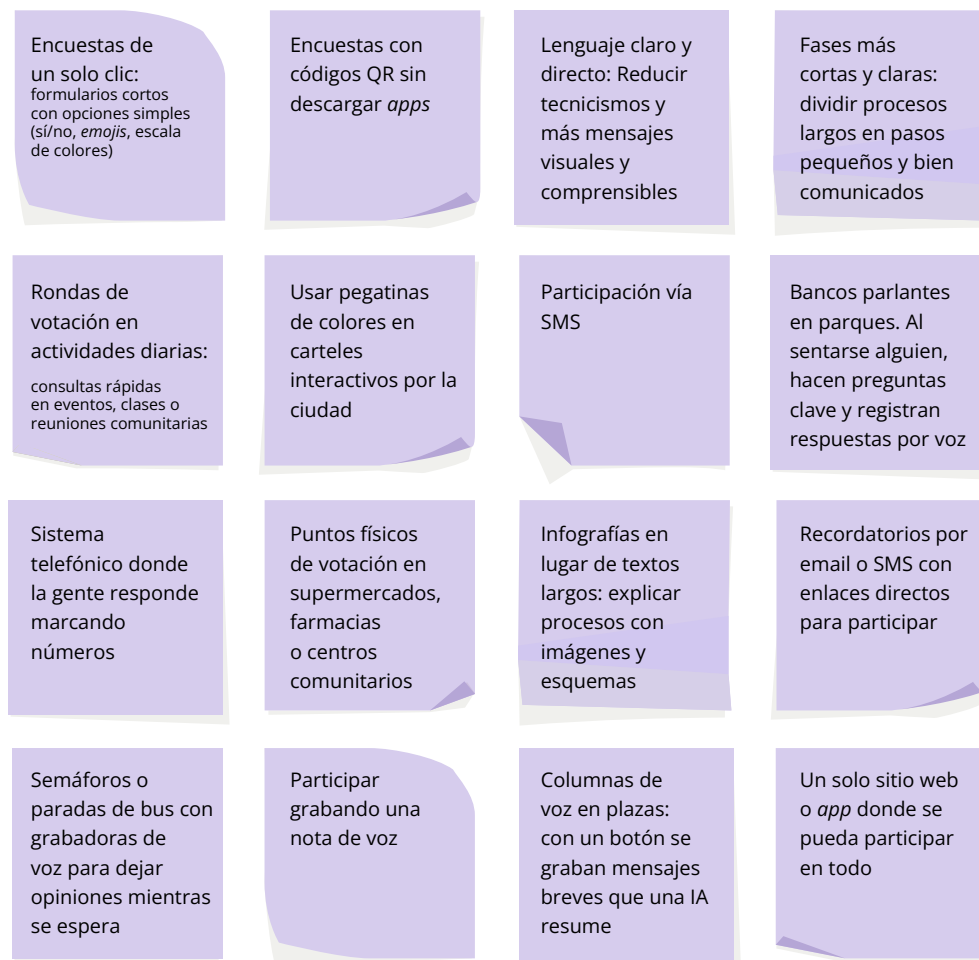 Encuestas de
un solo clic:
formularios cortos
con opciones simples
(sí/no, emojis, escala
de colores)
Encuestas con
códigos QR sin
descargar apps
Lenguaje claro y
directo: Reducir
tecnicismos y
más mensajes
visuales y
comprensibles
Fases más
cortas y claras:
dividir procesos
largos en pasos
pequeños y bien
comunicados
Rondas de
votación en
actividades diarias:
consultas rápidas
en eventos, clases o
reuniones comunitarias
Usar pegatinas
de colores en
carteles
interactivos por la
ciudad
Participación vía
SMS
Bancos parlantes
en parques. Al
sentarse alguien,
hacen preguntas
clave y registran
respuestas por voz
Sistema
telefónico donde
la gente responde
marcando
números
Puntos físicos
de votación en
supermercados,
farmacias
o centros
comunitarios
Infografías en
lugar de textos
largos: explicar
procesos con
imágenes y
esquemas
Recordatorios por
email o SMS con
enlaces directos
para participar
Semáforos o
paradas de bus con
grabadoras de
voz para dejar
opiniones mientras
se espera
Participar
grabando una
nota de voz
Columnas de
voz en plazas:
con un botón se
graban mensajes
breves que una IA
resume
Un solo sitio web
o app donde se
pueda participar
en todo